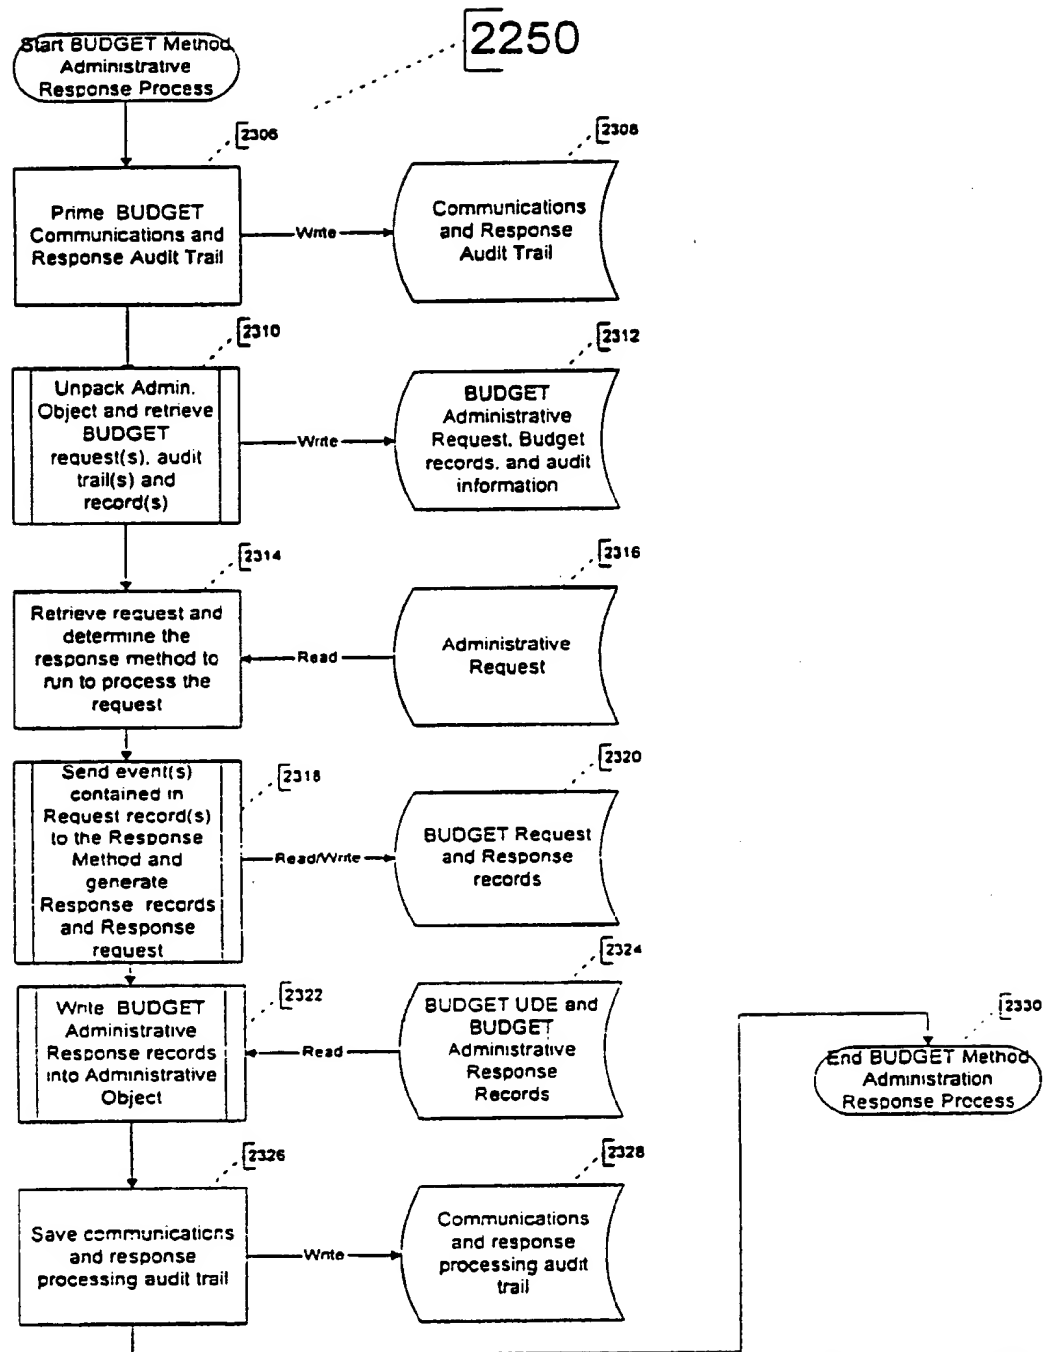 2250
Start BUDGET Method
Administrative
Response Process
2306
2308
Prime BUDGET
Communications and
Response Audit Trail
Write
Communications
and Response
Audit Trail
2310
2312
Unpack Admin.
Object and retrieve
BUDGET
request(s), audit
trail(s) and
record(s)
Write
BUDGET
Administrative
Request, Budget
records, and audit
information
2314
2316
Retrieve request and
determine the
response method to
run to process the
request
Read
Administrative
Request
2318
2320
Send event(s)
contained in
Request record(s)
to the Response
Method and
generate
Response records
and Response
request
Read/Write
BUDGET Request
and Response
records
2322
2324
Write BUDGET
Administrative
Response records
into Administrative
Object
Read
BUDGET UDE and
BUDGET
Administrative
Response
Records
2330
End BUDGET Method
Administration
Response Process
2326
2328
Save communications
and response
processing audit trail
Write
Communications
and response
processing audit
trail